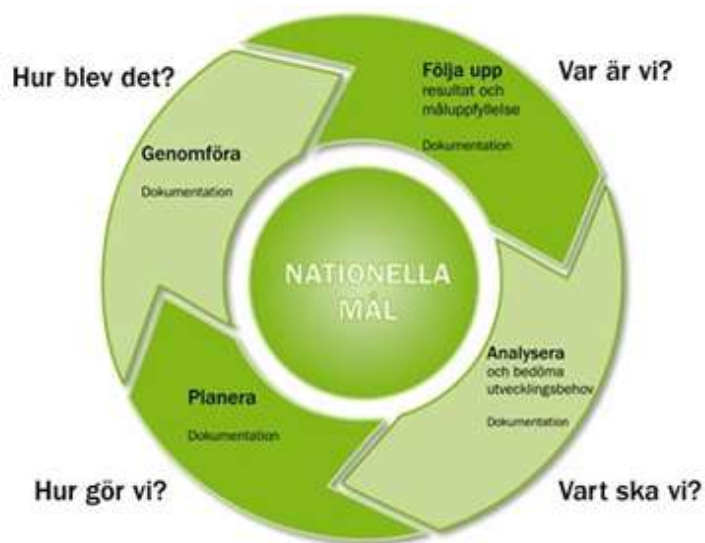 Hur blev det?
Följa upp
resultat och
måluppfyllelse
Dokumentation
Var är vi?
Genomföra
Dokumentation
NATIONELLA
MÅL
Analysera
och bedöma
utvecklingsbehov
Dokumentation
Planera
Dokumentation
Hur gör vi?
Vart ska vi?